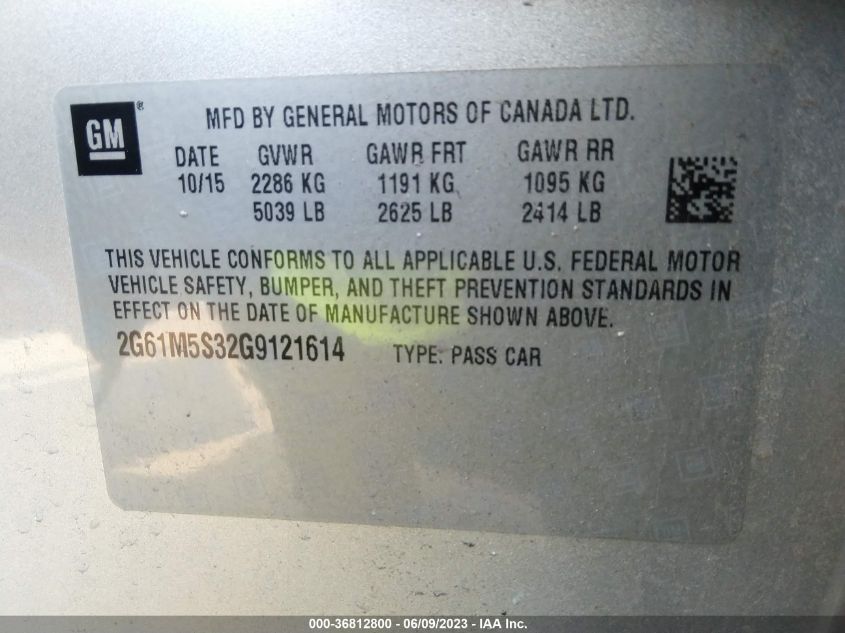 GM ®
MFD BY GENERAL MOTORS OF CANADA LTD.
DATE GVWR GAWR FRT GAWR RR
10/15 2286 KG 1191 KG 1095 KG
5039 LB 2625 LB 2414 LB
THIS VEHICLE CONFORMS TO ALL APPLICABLE U.S. FEDERAL MOTOR
VEHICLE SAFETY, BUMPER, AND THEFT PREVENTION STANDARDS IN
EFFECT ON THE DATE OF MANUFACTURE SHOWN ABOVE.
2G61M5S32G9121614 TYPE: PASS CAR
000-36812800 - 06/09/2023 - IAA Inc.